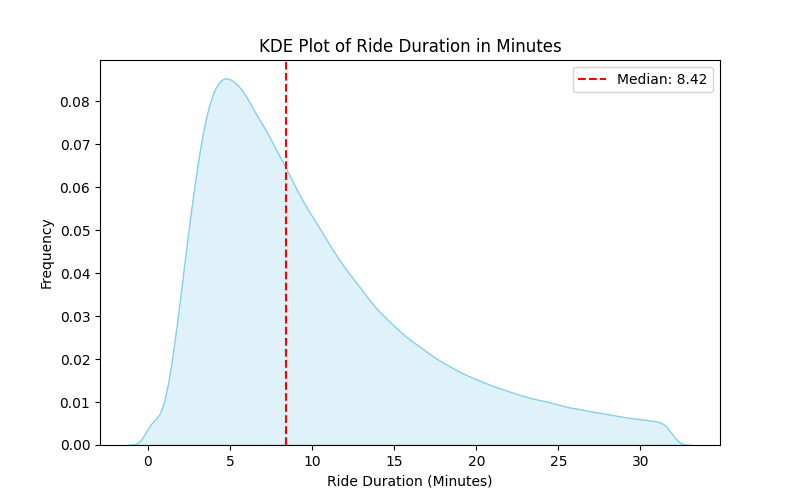 KDE Plot of Ride Duration in Minutes
Median: 8.42
Frequency
0.08
0.07
0.06
0.05
0.04
0.03
0.02
0.01
0.00
0 5 10 15 20 25 30
Ride Duration (Minutes)